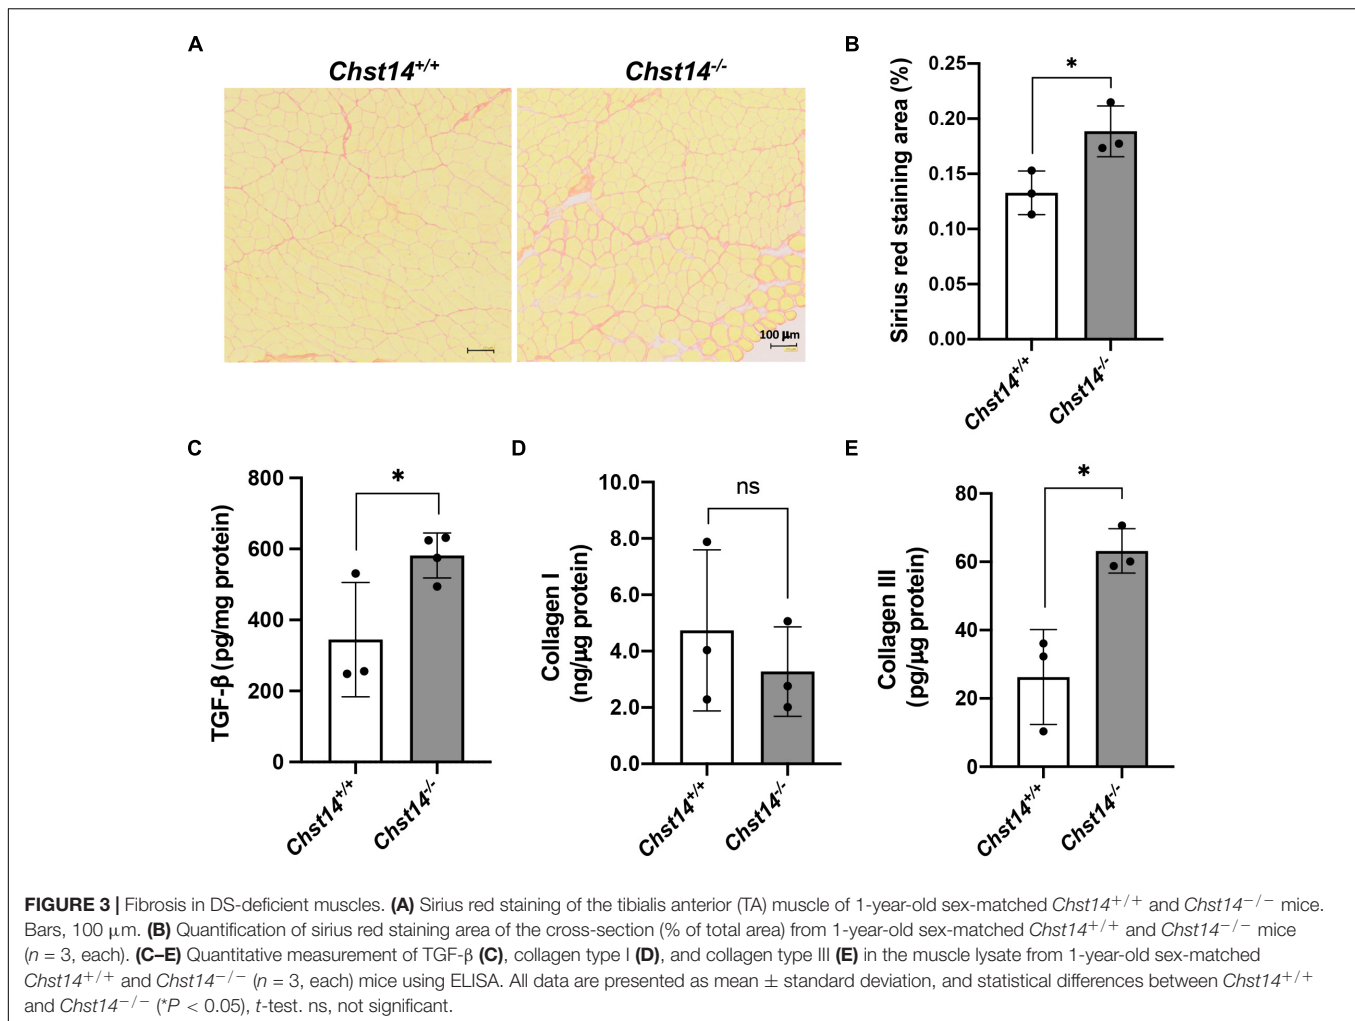 A
Chst14+/+
Chst14-/-
100 μm
B
Sirius red staining area (%)
0.25
0.20
0.15
0.10
0.05
0.00
*
Chst14+/+
Chst14-/-
C
TGF-β (pg/mg protein)
800
600
400
200
0
*
Chst14+/+
Chst14-/-
D
Collagen I
(ng/μg protein)
10.0
8.0
6.0
4.0
2.0
0.0
ns
Chst14+/+
Chst14-/-
E
Collagen III
(pg/μg protein)
80
60
40
20
0
*
Chst14+/+
Chst14-/-
FIGURE 3 | Fibrosis in DS-deficient muscles. (A) Sirius red staining of the tibialis anterior (TA) muscle of 1-year-old sex-matched Chst14+/+ and Chst14−/− mice.
Bars, 100 μm. (B) Quantification of sirius red staining area of the cross-section (% of total area) from 1-year-old sex-matched Chst14+/+ and Chst14−/− mice
(n = 3, each). (C–E) Quantitative measurement of TGF-β (C), collagen type I (D), and collagen type III (E) in the muscle lysate from 1-year-old sex-matched
Chst14+/+ and Chst14−/− (n = 3, each) mice using ELISA. All data are presented as mean ± standard deviation, and statistical differences between Chst14+/+
and Chst14−/− (*P < 0.05), t-test. ns, not significant.